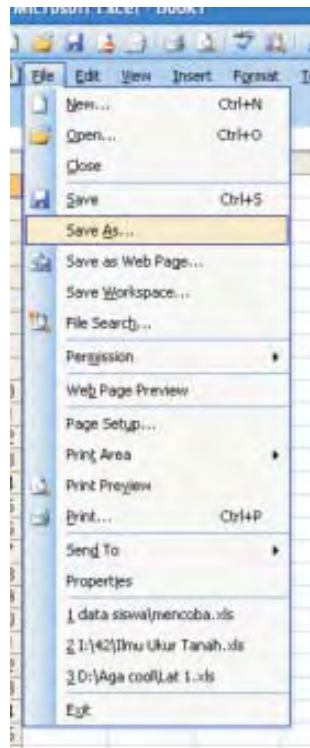 Microsoft Excel - Book1
File Edit View Insert Format
New... Ctrl+N
Open... Ctrl+O
Close
Save Ctrl+S
Save As...
Save as Web Page...
Save Workspace...
File Search...
Permission
Web Page Preview
Page Setup...
Print Area
Print Preview
Print... Ctrl+P
Send To
Properties
1 data siswa\mencoba.xls
2 I:\42\Ilmu Ukur Tanah.xls
3 D:\Aga cool\Lat 1.xls
Exit